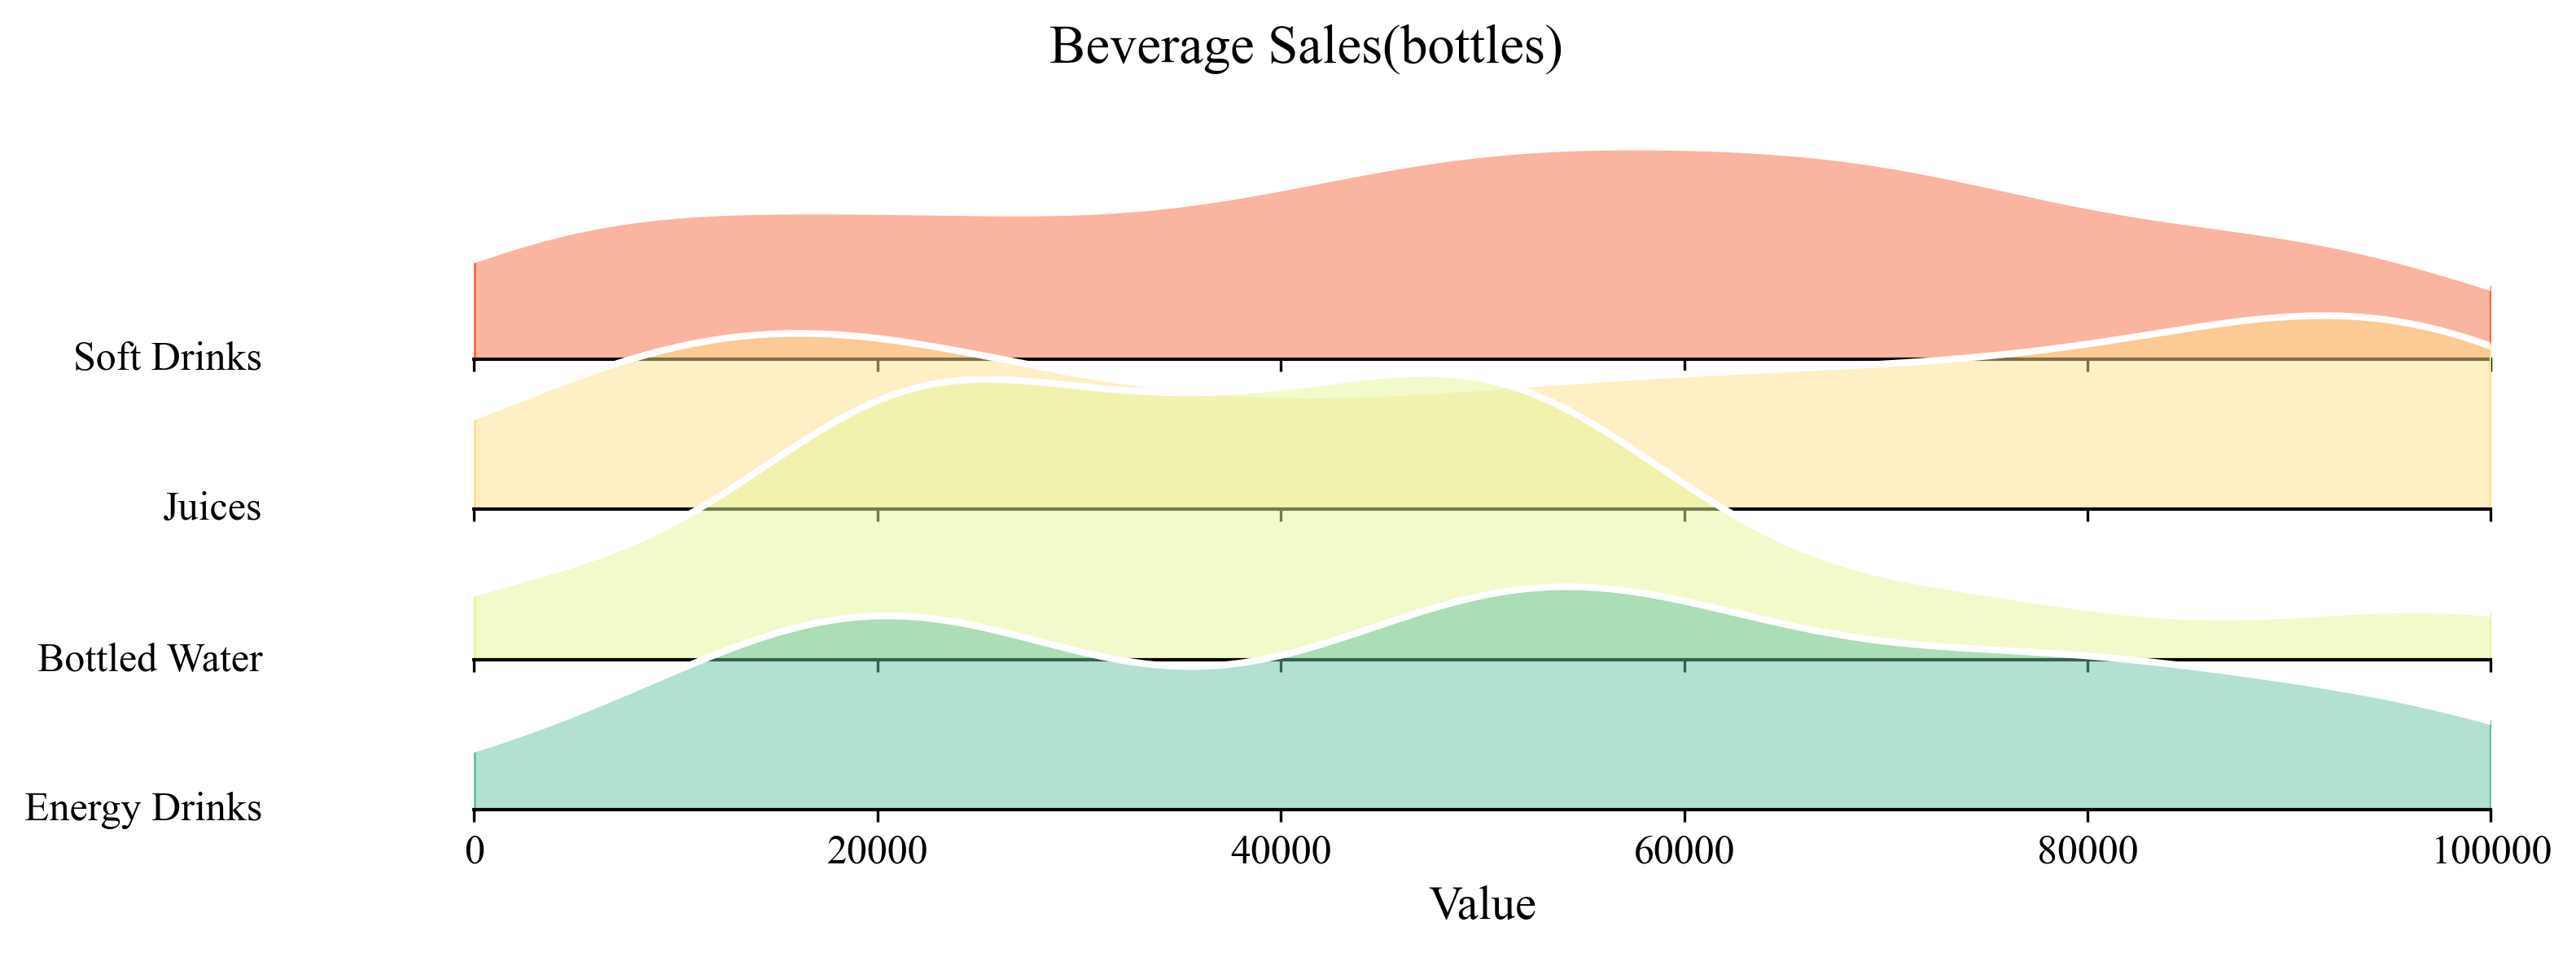 Beverage Sales(bottles)
Soft Drinks
Juices
Bottled Water
Energy Drinks
0 20000 40000 60000 80000 100000
Value